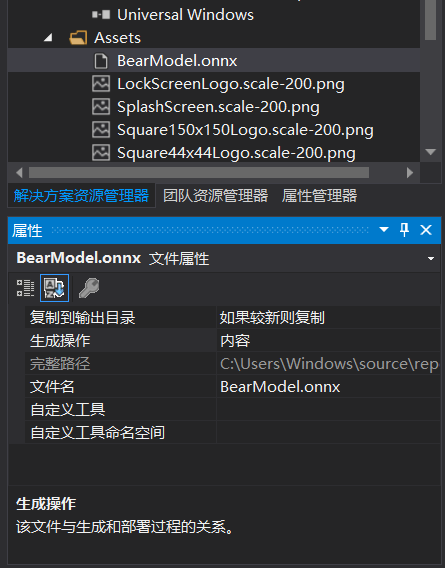 Universal Windows
Assets
BearModel.onnx
LockScreenLogo.scale-200.png
SplashScreen.scale-200.png
Square150x150Logo.scale-200.png
Square44x44Logo.scale-200.png
解决方案资源管理器 团队资源管理器 属性管理器
属性
BearModel.onnx 文件属性
复制到输出目录 如果较新则复制
生成操作 内容
完整路径 C:\Users\Windows\source\rep
文件名 BearModel.onnx
自定义工具
自定义工具命名空间
生成操作
该文件与生成和部署过程的关系。